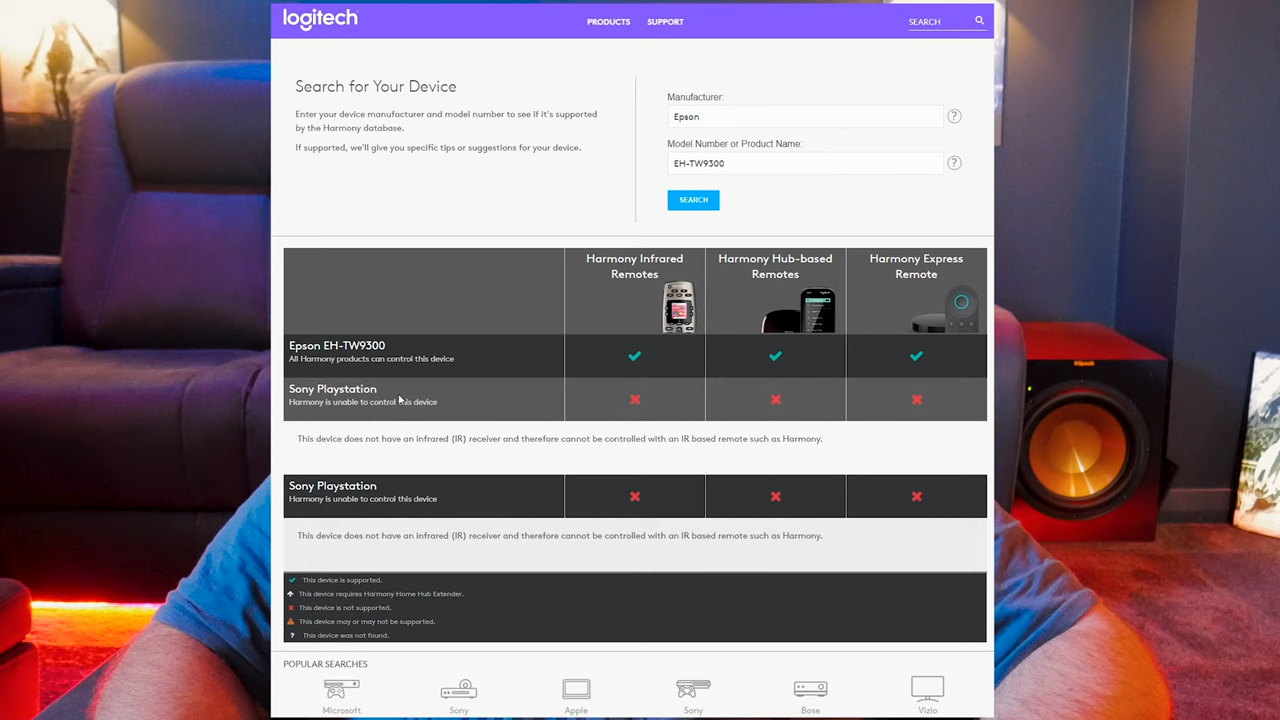 logitech
PRODUCTS
SUPPORT
SEARCH
Search for Your Device
Enter your device manufacturer and model number to see if it's supported
by the Harmony database.
If supported, we'll give you specific tips or suggestions for your device.
Manufacturer:
Epson
?
Model Number or Product Name:
EH-TW9300
?
SEARCH
Harmony Infrared
Remotes
Harmony Hub-based
Remotes
Harmony Express
Remote
Epson EH-TW9300
All Harmony products can control this device
Sony Playstation
Harmony is unable to control this device
This device does not have an infrared (IR) receiver and therefore cannot be controlled with an IR based remote such as Harmony.
Sony Playstation
Harmony is unable to control this device
This device does not have an infrared (IR) receiver and therefore cannot be controlled with an IR based remote such as Harmony.
This device is supported.
This device requires Harmony Home Hub Extender.
This device is not supported.
This device may or may not be supported.
? This device was not found.
POPULAR SEARCHES
Microsoft
Sony
Apple
Sony
Bose
Vizio
Klipsch